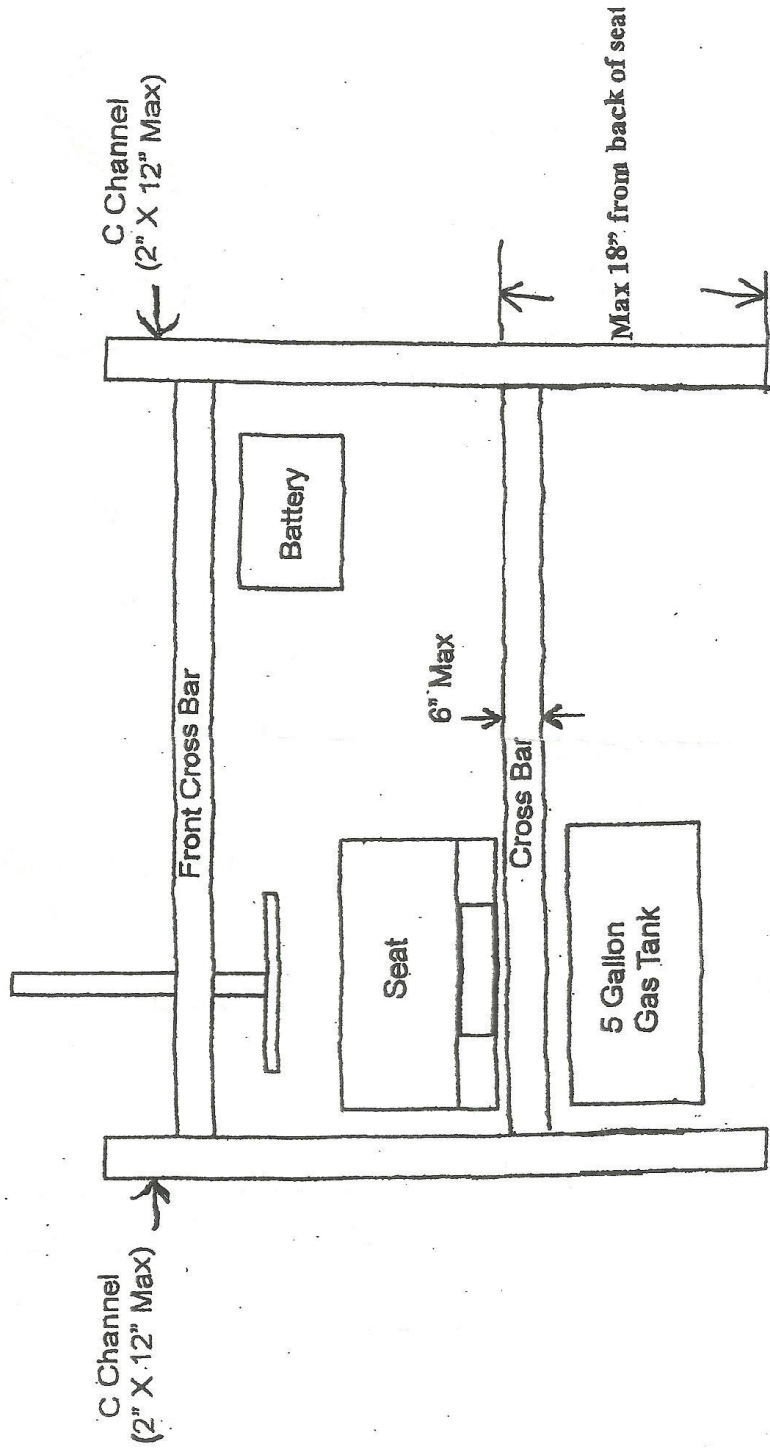 C Channel
(2" X 12" Max)
C Channel
(2" X 12" Max)
Front Cross Bar
Battery
6" Max
Seat
Cross Bar
5 Gallon
Gas Tank
Max 18" from back of seat